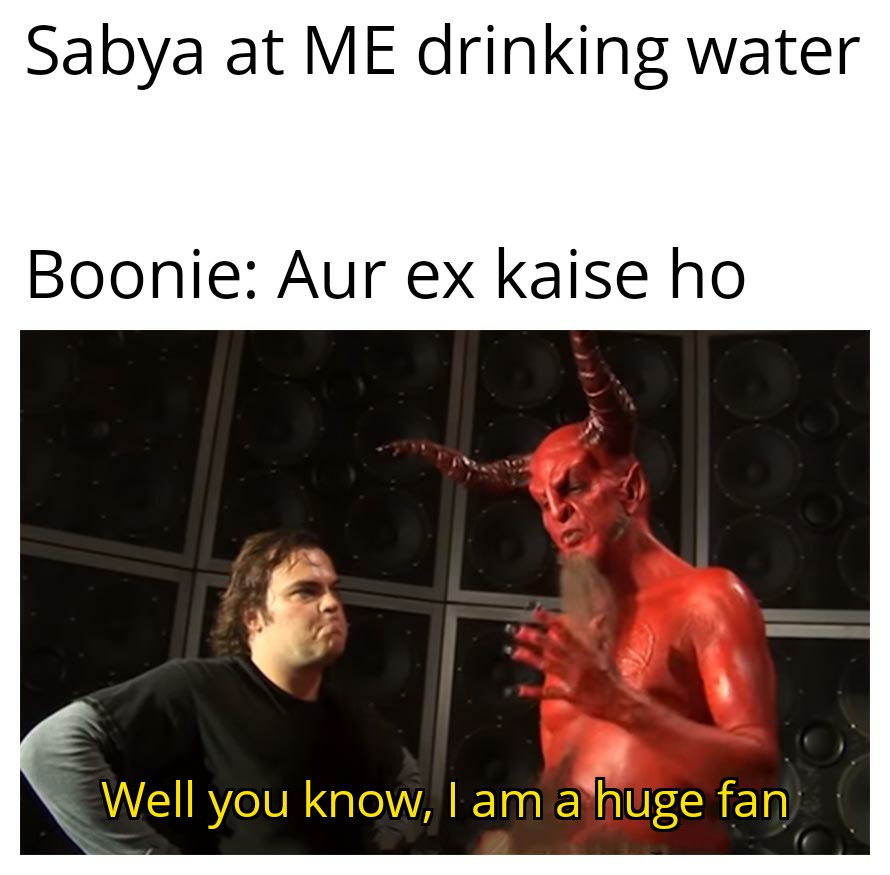 Sabya at ME drinking water
Boonie: Aur ex kaise ho
Well you know, I am a huge fan